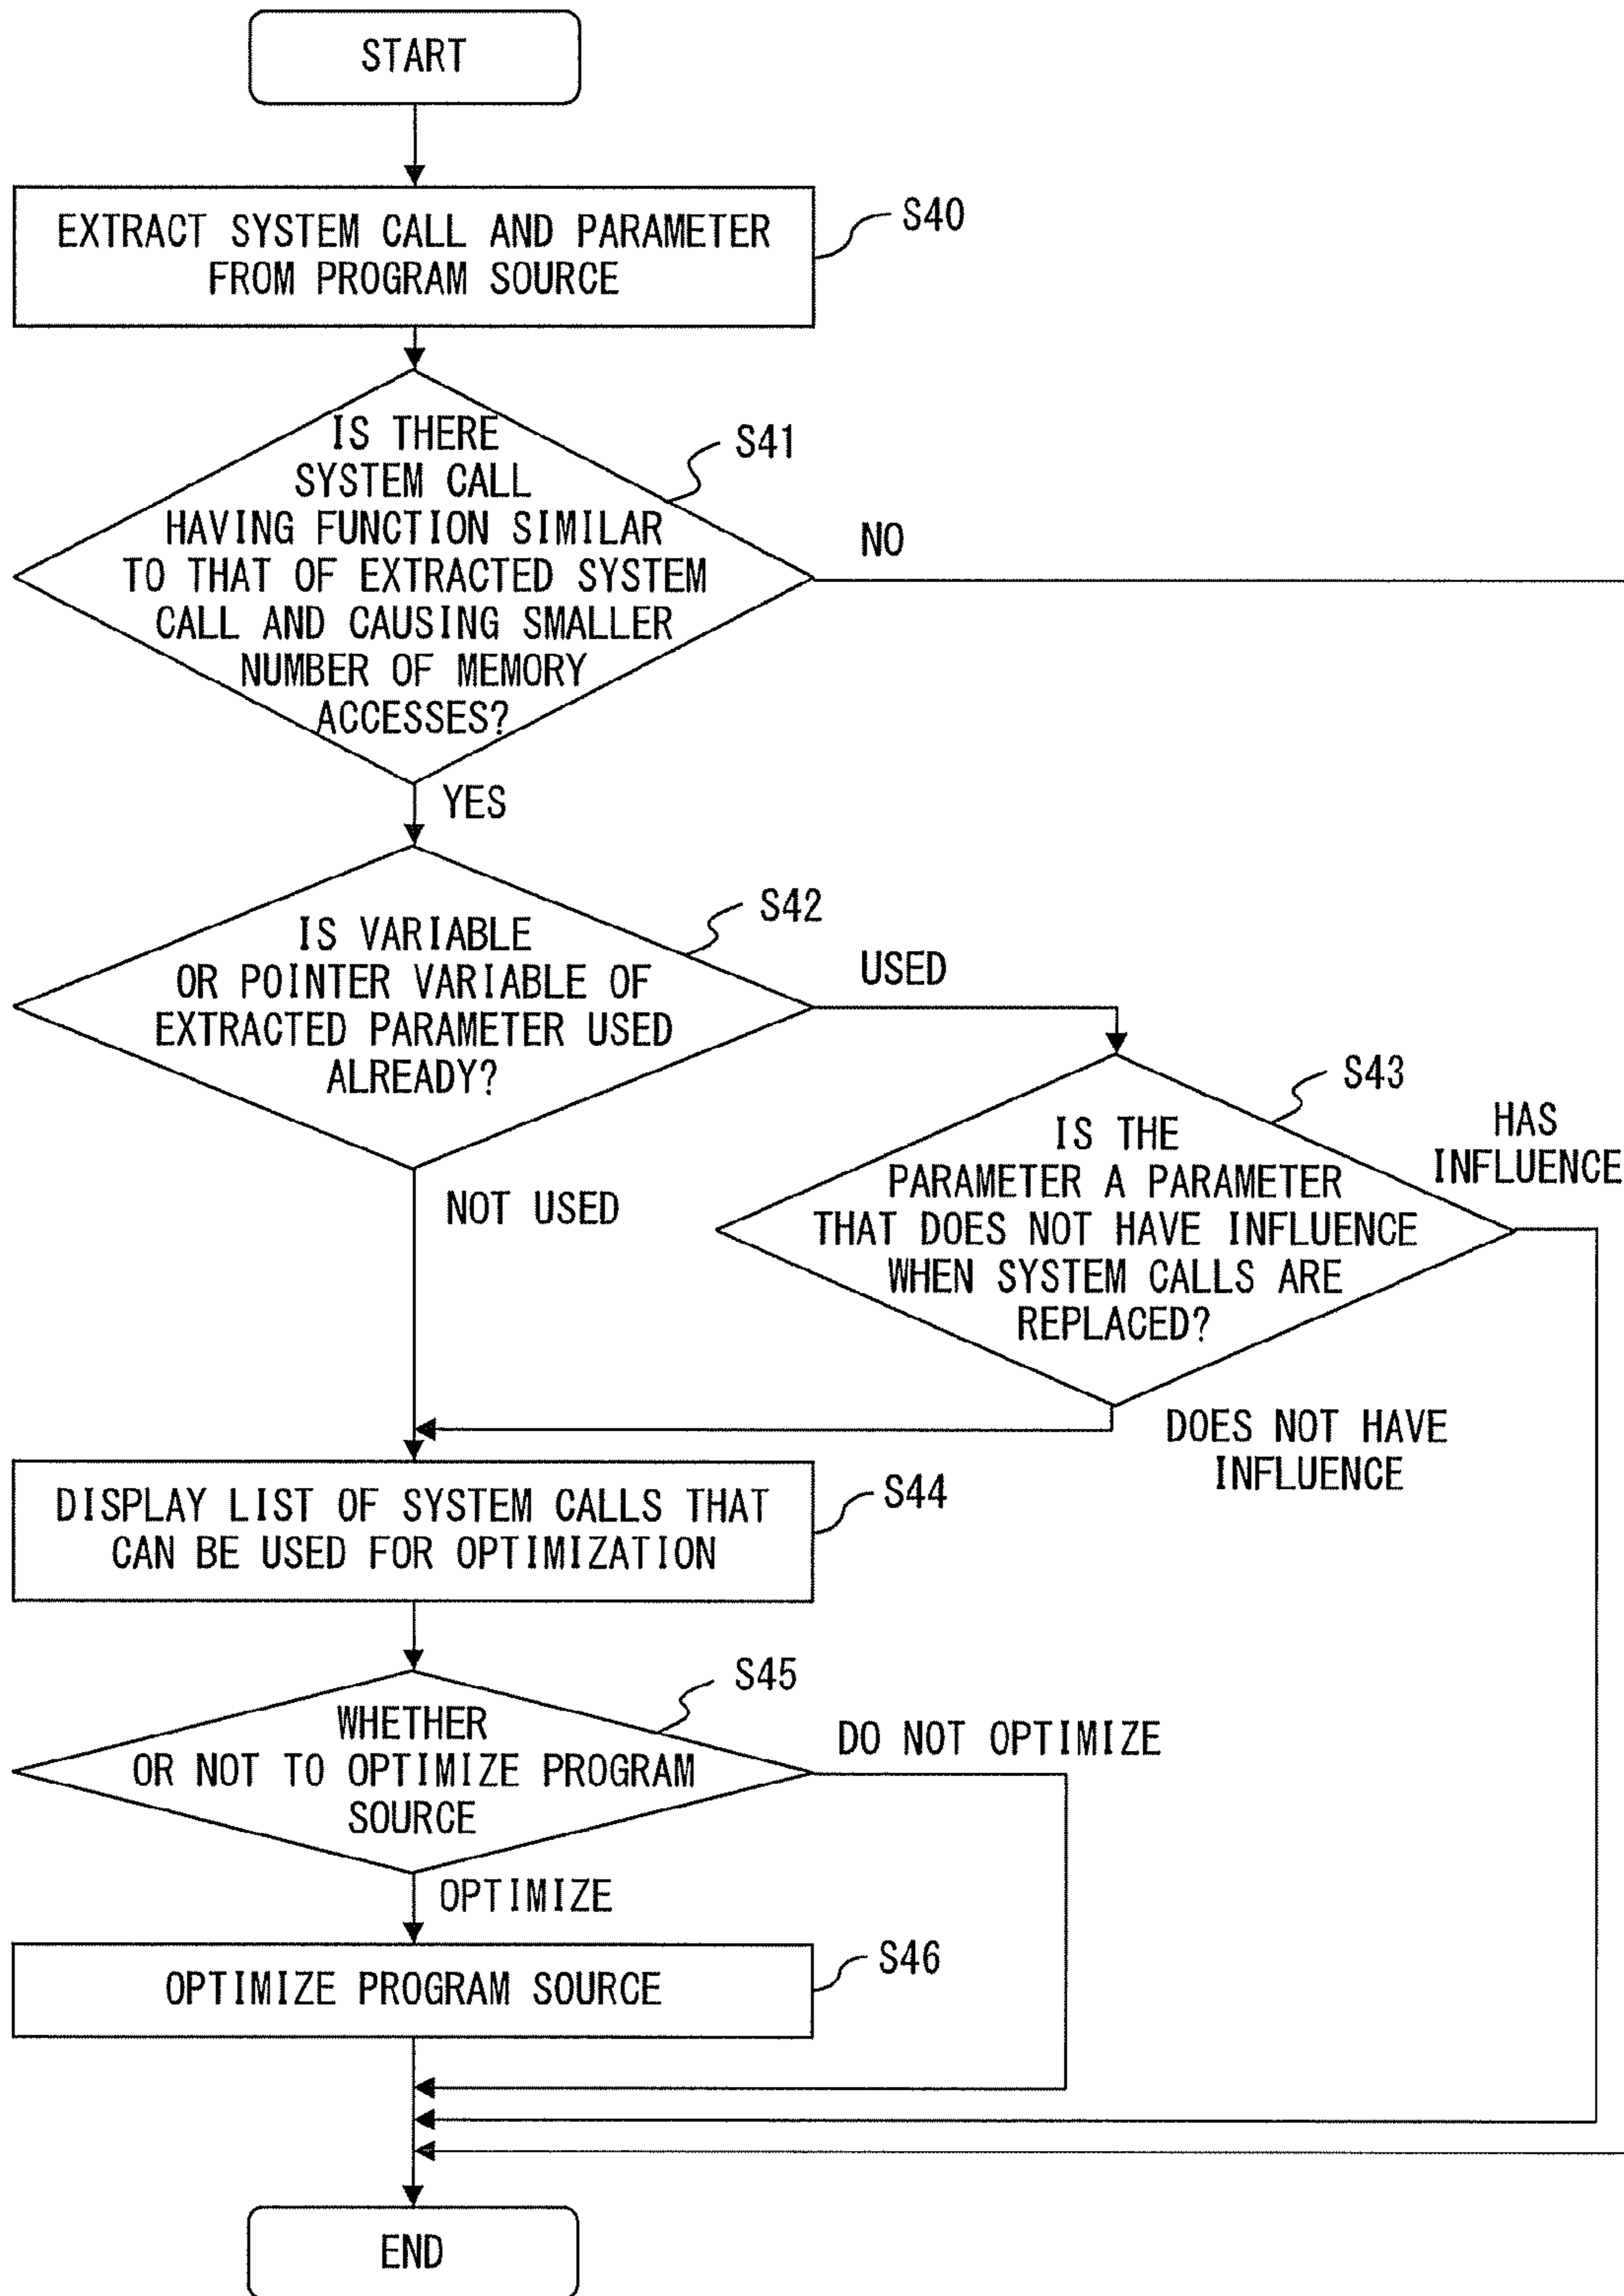 START
EXTRACT SYSTEM CALL AND PARAMETER
FROM PROGRAM SOURCE
S40
IS THERE
SYSTEM CALL
HAVING FUNCTION SIMILAR
TO THAT OF EXTRACTED SYSTEM
CALL AND CAUSING SMALLER
NUMBER OF MEMORY
ACCESSES?
S41
NO
YES
IS VARIABLE
OR POINTER VARIABLE OF
EXTRACTED PARAMETER USED
ALREADY?
S42
USED
NOT USED
IS THE
PARAMETER A PARAMETER
THAT DOES NOT HAVE INFLUENCE
WHEN SYSTEM CALLS ARE
REPLACED?
S43
HAS
INFLUENCE
DOES NOT HAVE
INFLUENCE
DISPLAY LIST OF SYSTEM CALLS THAT
CAN BE USED FOR OPTIMIZATION
S44
WHETHER
OR NOT TO OPTIMIZE PROGRAM
SOURCE
S45
DO NOT OPTIMIZE
OPTIMIZE
OPTIMIZE PROGRAM SOURCE
S46
END